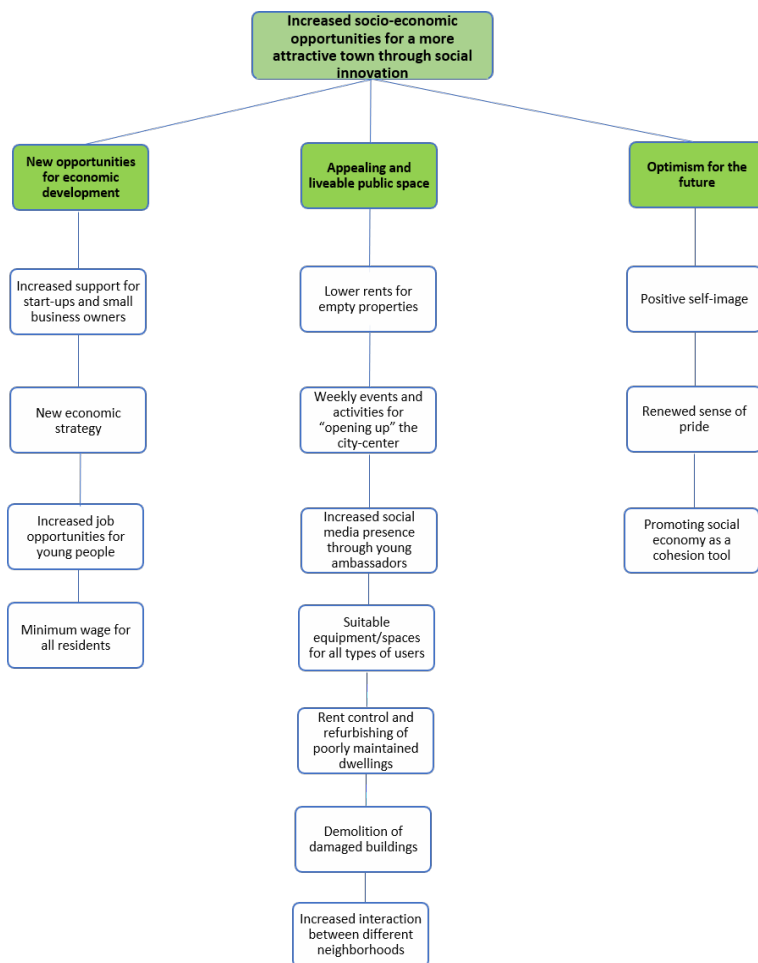 Increased socio-economic
opportunities for a more
attractive town through social
innovation
New opportunities
for economic
development
Appealing and
liveable public space
Optimism for the
future
Increased support for
start-ups and small
business owners
Lower rents for
empty properties
Positive self-image
New economic
strategy
Weekly events and
activities for
“opening up” the
city-center
Renewed sense of
pride
Increased job
opportunities for
young people
Increased social
media presence
through young
ambassadors
Promoting social
economy as a
cohesion tool
Minimum wage for
all residents
Suitable
equipment/spaces
for all types of users
Rent control and
refurbishing of
poorly maintained
dwellings
Demolition of
damaged buildings
Increased interaction
between different
neighborhoods